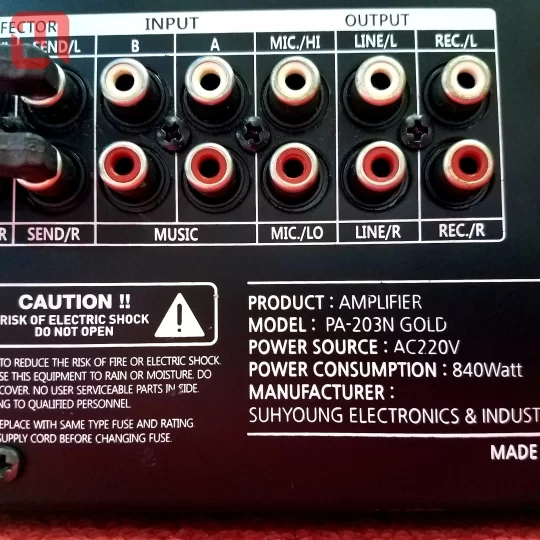 FECTOR INPUT OUTPUT
SEND/L B A MIC./HI LINE/L REC./L
R SEND/R MUSIC MIC./LO LINE/R REC./R
CAUTION !!
RISK OF ELECTRIC SHOCK
DO NOT OPEN
TO REDUCE THE RISK OF FIRE OR ELECTRIC SHOCK.
SE THIS EQUIPMENT TO RAIN OR MOISTURE. DO
COVER. NO USER SERVICEABLE PARTS IN SIDE.
NG TO QUALIFIED PERSONNEL.
EPLACE WITH SAME TYPE FUSE AND RATING
SUPPLY CORD BEFORE CHANGING FUSE.
PRODUCT : AMPLIFIER
MODEL : PA-203N GOLD
POWER SOURCE : AC220V
POWER CONSUMPTION : 840Watt
MANUFACTURER :
SUHYOUNG ELECTRONICS & INDUST
MADE